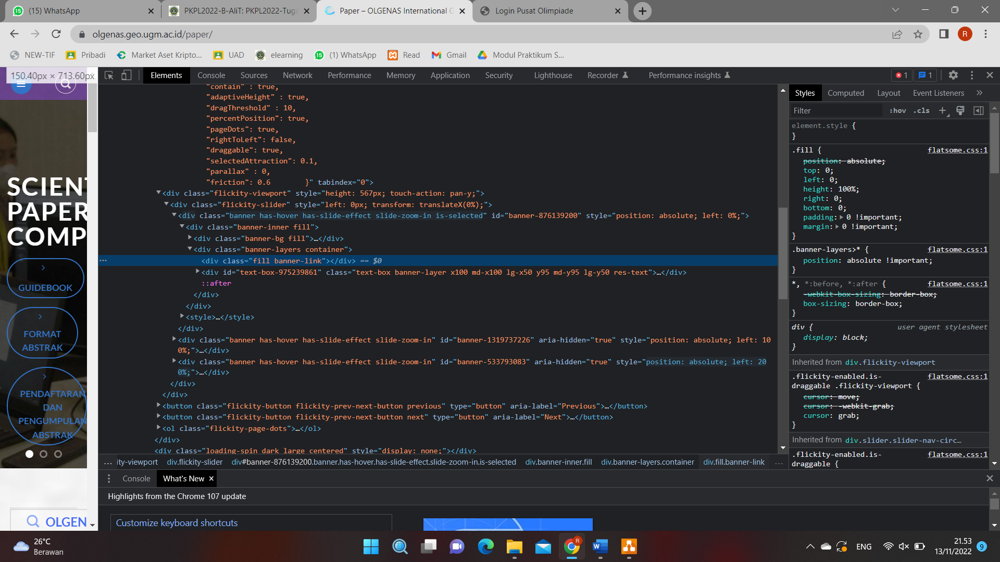 (15) WhatsApp
PKPL2022-B-AliT: PKPL2022-Tuga
Paper – OLGENAS International G
Login Pusat Olimpiade
olgenas.geo.ugm.ac.id/paper/
R
NEW-TIF
Pribadi
Market Aset Kripto...
UAD
elearning
(1) WhatsApp
Read
Gmail
Modul Praktikum S...
150.40px × 713.60px
SCIENT
PAPER
COMP
GUIDEBOOK
FORMAT
ABSTRAK
PENDAFTARAN
DAN
PENGUMPULAN
ABSTRAK
OLGEN
Elements
Console
Sources
Network
Performance
Memory
Application
Security
Lighthouse
Recorder
Performance insights
1
1
"contain" : true,
"adaptiveHeight" : true,
"dragThreshold" : 10,
"percentPosition": true,
"pageDots": true,
"rightToLeft": false,
"draggable": true,
"selectedAttraction": 0.1,
"parallax" : 0,
"friction": 0.6 }" tabindex="0">
<div class="flickity-viewport" style="height: 567px; touch-action: pan-y;">
<div class="flickity-slider" style="left: 0px; transform: translateX(0%);">
<div class="banner has-hover has-slide-effect slide-zoom-in is-selected" id="banner-876139200" style="position: absolute; left: 0%;">
<div class="banner-inner fill">
<div class="banner-bg fill">…</div>
<div class="banner-layers container">
<div class="fill banner-link"></div> == $0
<div id="text-box-975239861" class="text-box banner-layer x100 md-x100 lg-x50 y95 md-y95 lg-y50 res-text">…</div>
::after
</div>
</div>
<style>…</style>
</div>
<div class="banner has-hover has-slide-effect slide-zoom-in" id="banner-1319737226" aria-hidden="true" style="position: absolute; left: 10
0%;">…</div>
<div class="banner has-hover has-slide-effect slide-zoom-in" id="banner-533793083" aria-hidden="true" style="position: absolute; left: 20
0%;">…</div>
</div>
</div>
<button class="flickity-button flickity-prev-next-button previous" type="button" aria-label="Previous">…</button>
<button class="flickity-button flickity-prev-next-button next" type="button" aria-label="Next">…</button>
<ol class="flickity-page-dots">…</ol>
</div>
<div class="loading-spin dark large centered" style="display: none;"></div>
... ity-viewport div.flickity-slider div#banner-876139200.banner.has-hover.has-slide-effect.slide-zoom-in.is-selected div.banner-inner.fill div.banner-layers.container div.fill.banner-link ...
Styles
Computed
Layout
Event Listeners
Filter
:hov .cls
element.style {
}
.fill { flatsome.css:1
position: absolute;
top: 0;
left: 0;
height: 100%;
right: 0;
bottom: 0;
padding: 0 !important;
margin: 0 !important;
}
.banner-layers>* { flatsome.css:1
position: absolute !important;
}
*, *:before, *:after { flatsome.css:1
-webkit-box-sizing: border-box;
box-sizing: border-box;
}
div { user agent stylesheet
display: block;
}
Inherited from div.flickity-viewport
.flickity-enabled.is- flatsome.css:1
draggable .flickity-viewport {
cursor: move;
cursor: -webkit-grab;
cursor: grab;
}
Inherited from div.slider.slider-nav-circ…
.flickity-enabled.is- flatsome.css:1
draggable {
Console
What's New
Highlights from the Chrome 107 update
Customize keyboard shortcuts
26°C
Berawan
ENG
21.53
13/11/2022
9